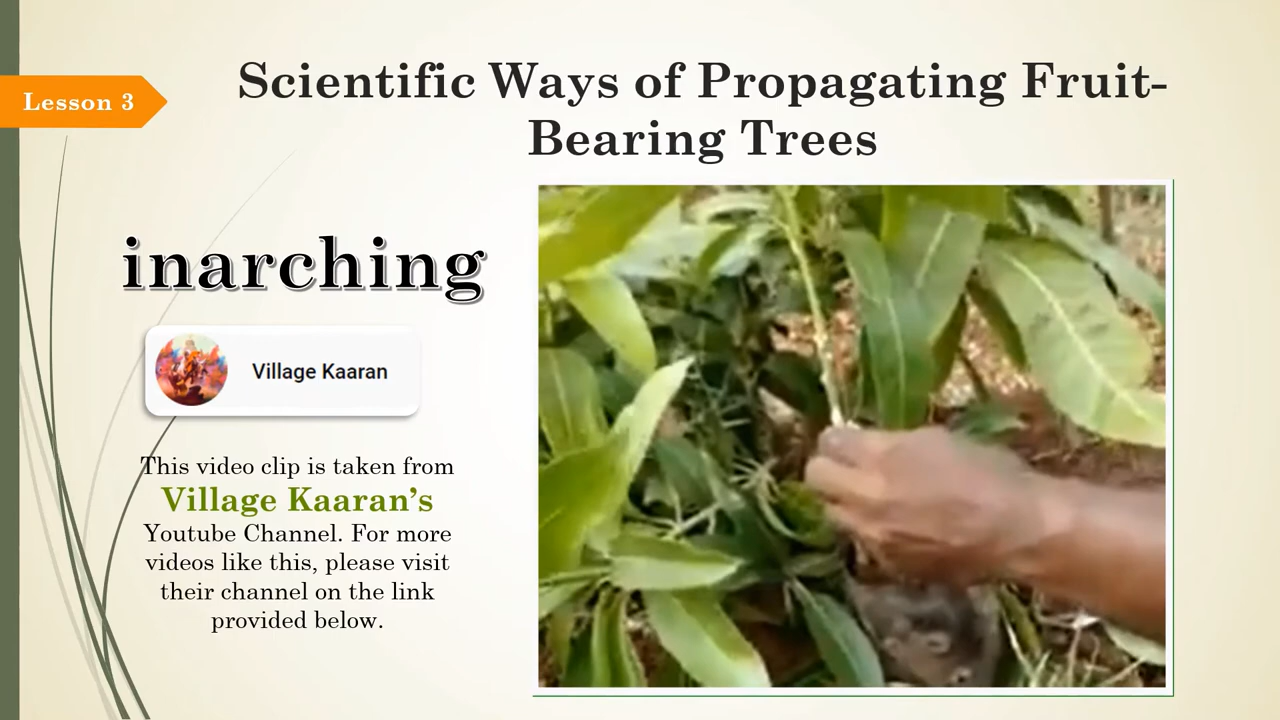 Lesson 3
Scientific Ways of Propagating Fruit-
Bearing Trees
inarching
Village Kaaran
This video clip is taken from
Village Kaaran’s
Youtube Channel. For more
videos like this, please visit
their channel on the link
provided below.